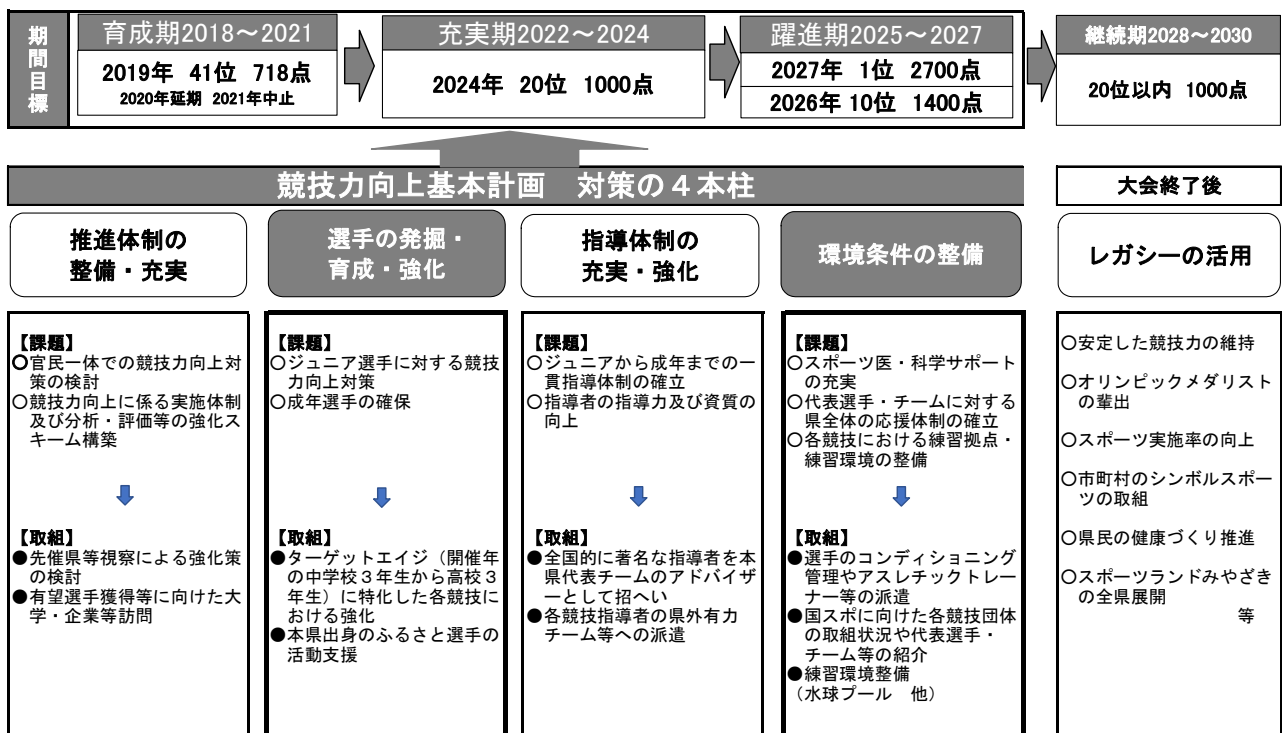 期間目標
育成期2018～2021
2019年 41位 718点
2020年延期 2021年中止
充実期2022～2024
2024年 20位 1000点
躍進期2025～2027
2027年 1位 2700点
2026年 10位 1400点
継続期2028～2030
20位以内 1000点
競技力向上基本計画 対策の４本柱
大会終了後
推進体制の
整備・充実
選手の発掘・
育成・強化
指導体制の
充実・強化
環境条件の整備
レガシーの活用
【課題】
○官民一体での競技力向上対
策の検討
○競技力向上に係る実施体制
及び分析・評価等の強化ス
キーム構築
【取組】
●先催県等視察による強化策
の検討
●有望選手獲得等に向けた大
学・企業等訪問
【課題】
○ジュニア選手に対する競技
力向上対策
○成年選手の確保
【取組】
●ターゲットエイジ（開催年
の中学校３年生から高校３
年生）に特化した各競技に
おける強化
●本県出身のふるさと選手の
活動支援
【課題】
○ジュニアから成年までの一
貫指導体制の確立
○指導者の指導力及び資質の
向上
【取組】
●全国的に著名な指導者を本
県代表チームのアドバイザ
ーとして招へい
●各競技指導者の県外有力
チーム等への派遣
【課題】
○スポーツ医・科学サポート
の充実
○代表選手・チームに対する
県全体の応援体制の確立
○各競技における練習拠点・
練習環境の整備
【取組】
●選手のコンディショニング
管理やアスレチックトレー
ナー等の派遣
●国スポに向けた各競技団体
の取組状況や代表選手・
チーム等の紹介
●練習環境整備
（水球プール 他）
○安定した競技力の維持
○オリンピックメダリスト
の輩出
○スポーツ実施率の向上
○市町村のシンボルスポー
ツの取組
○県民の健康づくり推進
○スポーツランドみやざき
の全県展開
等